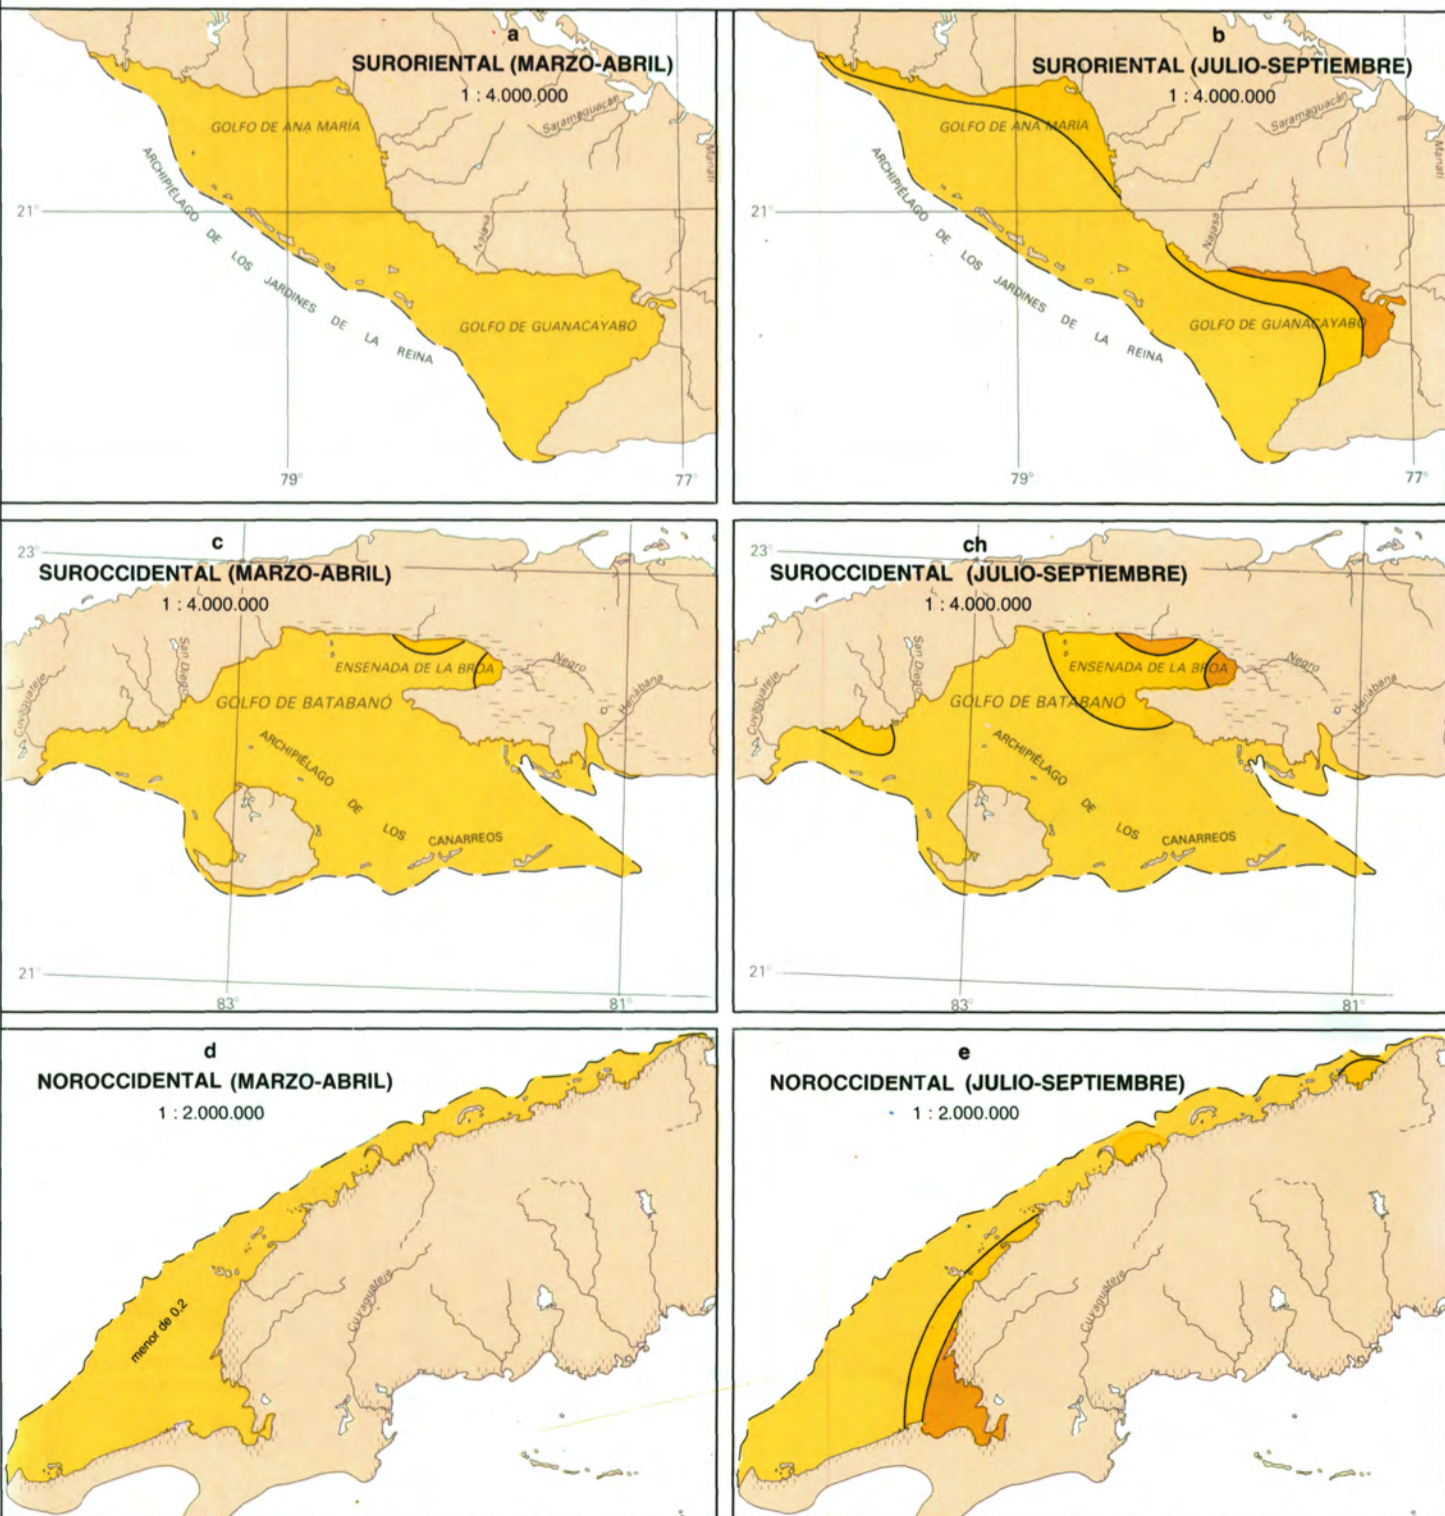 a
SURORIENTAL (MARZO-ABRIL)
1 : 4.000.000
GOLFO DE ANA MARÍA
Saramaguacán
Manatí
ARCHIPIÉLAGO DE LOS JARDINES DE LA REINA
21°
Najasa
GOLFO DE GUANACAYABO
79°
77°
b
SURORIENTAL (JULIO-SEPTIEMBRE)
1 : 4.000.000
GOLFO DE ANA MARÍA
Saramaguacán
Manatí
ARCHIPIÉLAGO DE LOS JARDINES DE LA REINA
21°
Najasa
GOLFO DE GUANACAYABO
79°
77°
c
23°
SUROCCIDENTAL (MARZO-ABRIL)
1 : 4.000.000
San Diego
ENSENADA DE LA BROA
Negro
Cuyaguateje
GOLFO DE BATABANÓ
Hanábana
ARCHIPIÉLAGO DE LOS CANARREOS
21°
83°
81°
ch
23°
SUROCCIDENTAL (JULIO-SEPTIEMBRE)
1 : 4.000.000
San Diego
ENSENADA DE LA BROA
Negro
Cuyaguateje
GOLFO DE BATABANÓ
Hanábana
ARCHIPIÉLAGO DE LOS CANARREOS
21°
83°
81°
d
NOROCCIDENTAL (MARZO-ABRIL)
1 : 2.000.000
Cuyaguateje
menor de 0,2
e
NOROCCIDENTAL (JULIO-SEPTIEMBRE)
1 : 2.000.000
Cuyaguateje